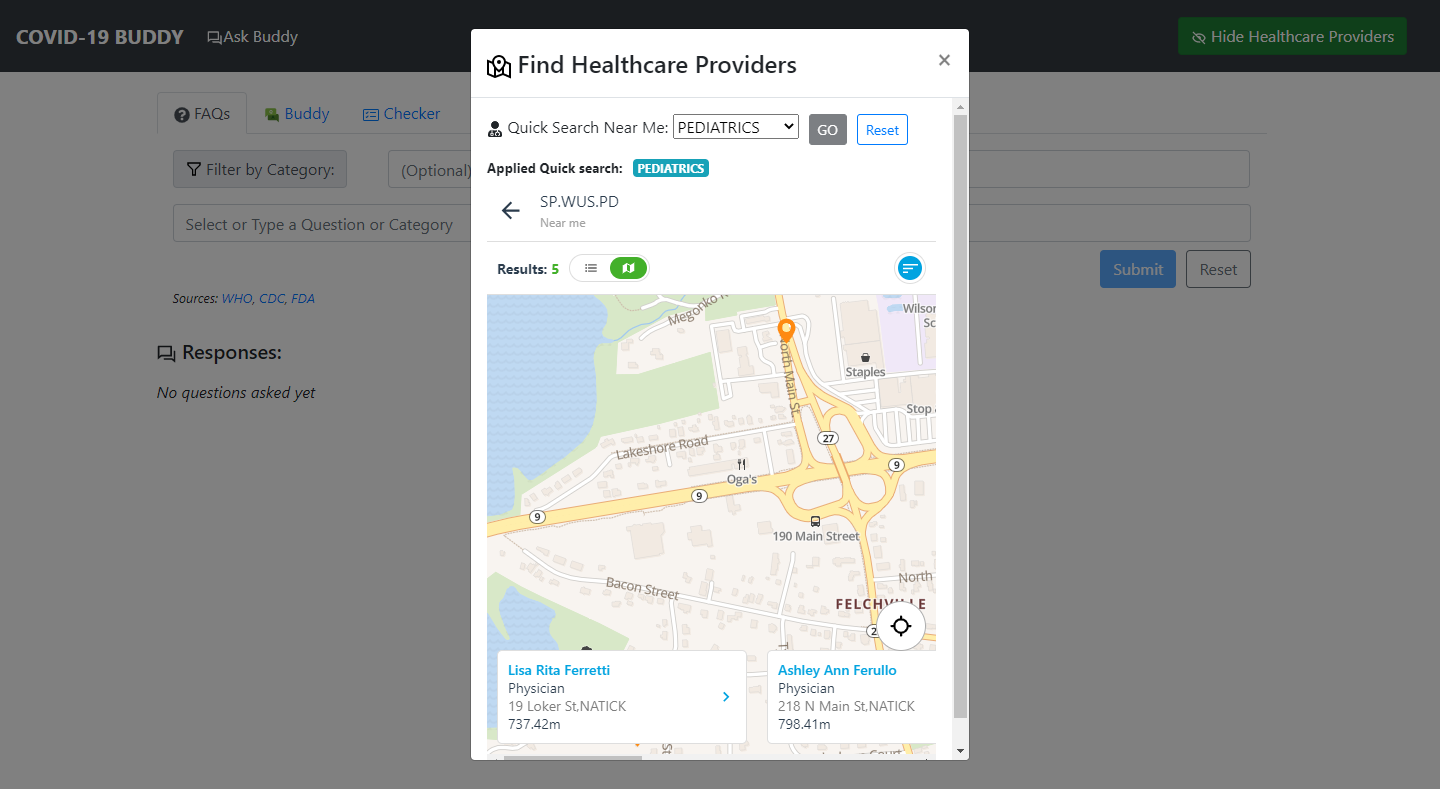 COVID-19 BUDDY
Ask Buddy
Hide Healthcare Providers
FAQs
Buddy
Checker
Filter by Category:
(Optional)
Select or Type a Question or Category
Submit
Reset
Sources: WHO, CDC, FDA
Responses:
No questions asked yet
Find Healthcare Providers
×
Quick Search Near Me:
PEDIATRICS
GO
Reset
Applied Quick search: PEDIATRICS
SP.WUS.PD
Near me
Results: 5
Megonko
Wilson
Sc
North Main St.
Staples
Stop
27
Lakeshore Road
9
Oga's
9
9
190 Main Street
Bacon Street
North
FELCHVILLE
2
Lisa Rita Ferretti
Physician
19 Loker St,NATICK
737.42m
Ashley Ann Ferullo
Physician
218 N Main St,NATICK
798.41m
Court